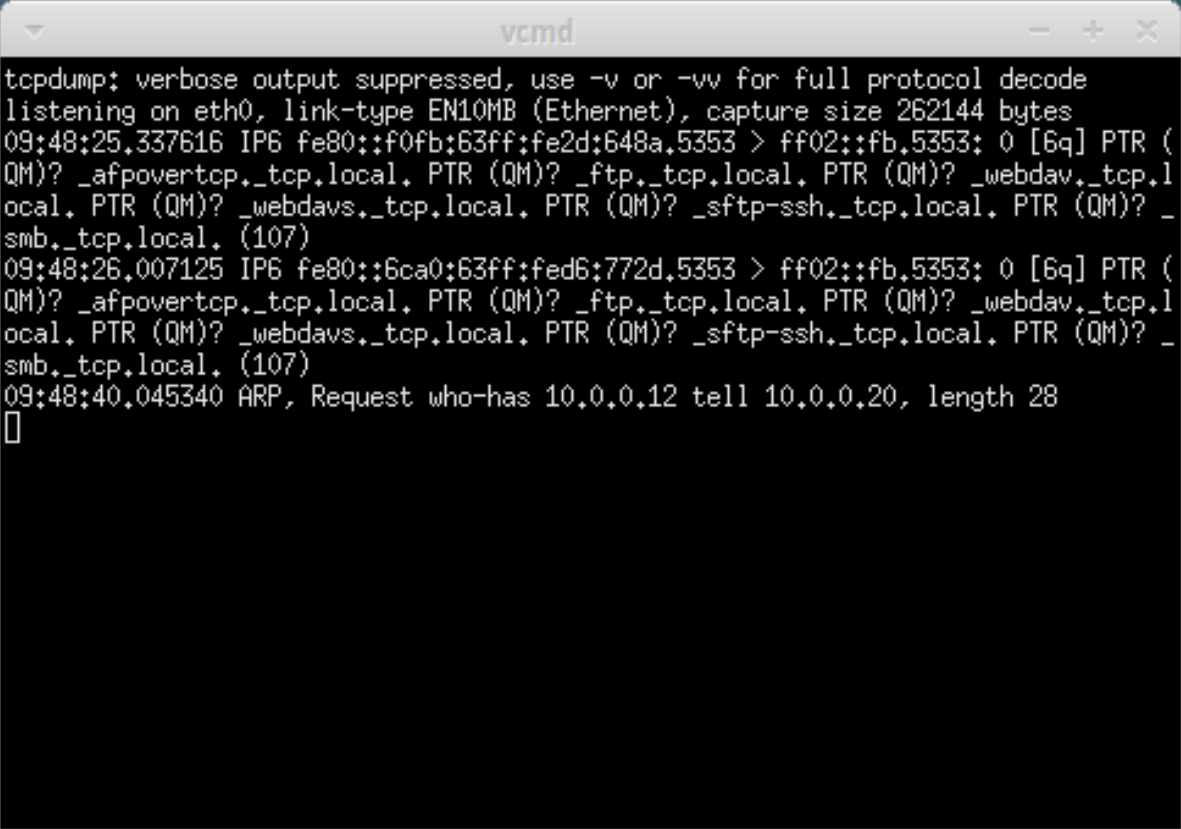 vcmd
tcpdump: verbose output suppressed, use -v or -vv for full protocol decode
listening on eth0, link-type EN10MB (Ethernet), capture size 262144 bytes
09:48:25.337616 IP6 fe80::f0fb:63ff:fe2d:648a.5353 > ff02::fb.5353: 0 [6q] PTR (
QM)? _afpovertcp._tcp.local. PTR (QM)? _ftp._tcp.local. PTR (QM)? _webdav._tcp.l
ocal. PTR (QM)? _webdavs._tcp.local. PTR (QM)? _sftp-ssh._tcp.local. PTR (QM)? _
smb._tcp.local. (107)
09:48:26.007125 IP6 fe80::6ca0:63ff:fed6:772d.5353 > ff02::fb.5353: 0 [6q] PTR (
QM)? _afpovertcp._tcp.local. PTR (QM)? _ftp._tcp.local. PTR (QM)? _webdav._tcp.l
ocal. PTR (QM)? _webdavs._tcp.local. PTR (QM)? _sftp-ssh._tcp.local. PTR (QM)? _
smb._tcp.local. (107)
09:48:40.045340 ARP, Request who-has 10.0.0.12 tell 10.0.0.20, length 28